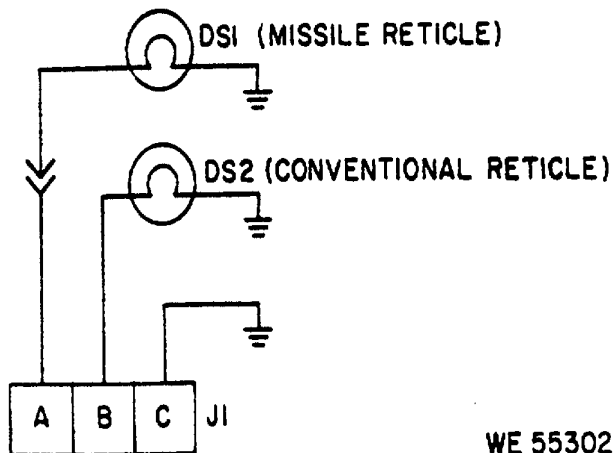 DS1 (MISSILE RETICLE)
DS2 (CONVENTIONAL RETICLE)
A B C J1
WE 55302